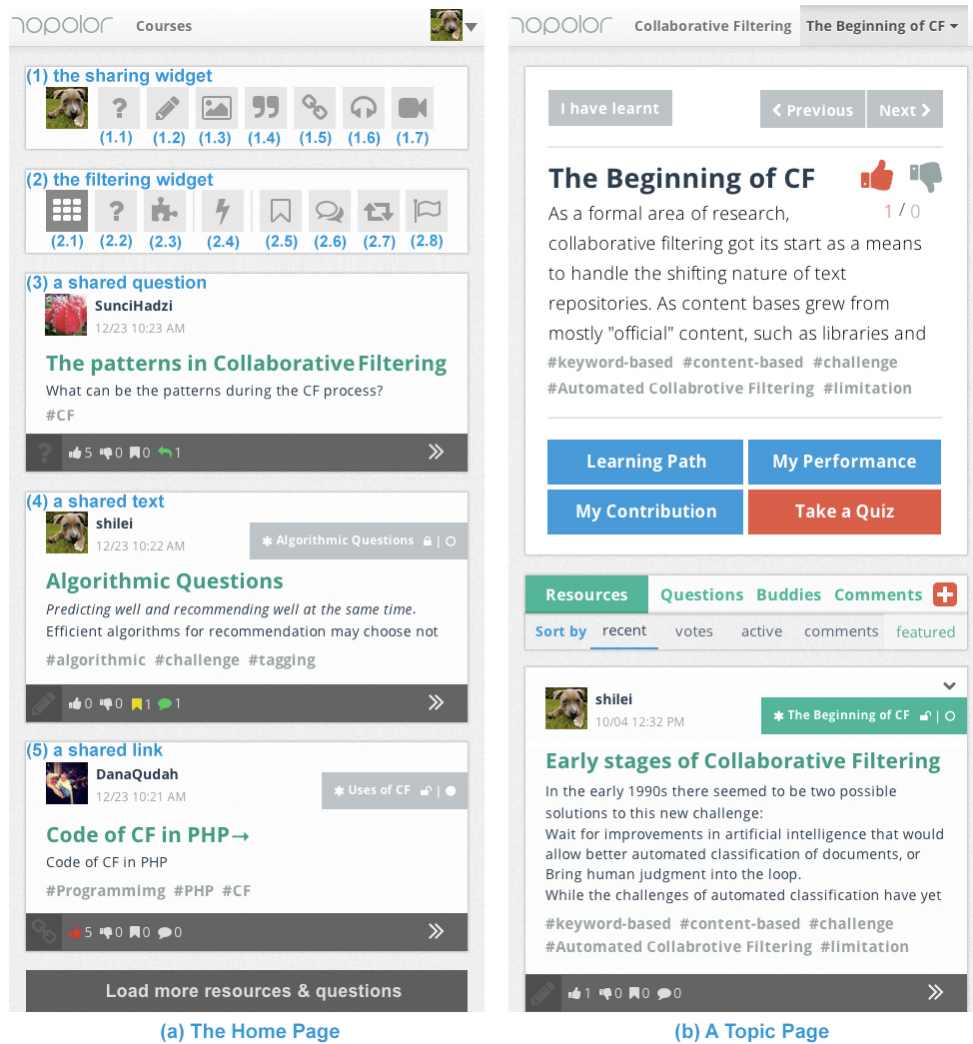 topolor Courses
(1) the sharing widget
?
(1.1) (1.2) (1.3) (1.4) (1.5) (1.6) (1.7)
(2) the filtering widget
?
(2.1) (2.2) (2.3) (2.4) (2.5) (2.6) (2.7) (2.8)
(3) a shared question
SunciHadzi
12/23 10:23 AM
The patterns in Collaborative Filtering
What can be the patterns during the CF process?
#CF
? 5 0 0 1
(4) a shared text
shilei
12/23 10:22 AM
Algorithmic Questions
Algorithmic Questions
Predicting well and recommending well at the same time.
Efficient algorithms for recommendation may choose not
#algorithmic #challenge #tagging
0 0 1 1
(5) a shared link
DanaQudah
12/23 10:21 AM
Uses of CF
Code of CF in PHP→
Code of CF in PHP
#Programmimg #PHP #CF
5 0 0 0
Load more resources & questions
(a) The Home Page
topolor Collaborative Filtering The Beginning of CF
I have learnt Previous Next
The Beginning of CF
1 / 0
As a formal area of research,
collaborative filtering got its start as a means
to handle the shifting nature of text
repositories. As content bases grew from
mostly "official" content, such as libraries and
#keyword-based #content-based #challenge
#Automated Collabrotive Filtering #limitation
Learning Path My Performance
My Contribution Take a Quiz
Resources Questions Buddies Comments
Sort by recent votes active comments featured
shilei
10/04 12:32 PM
The Beginning of CF
Early stages of Collaborative Filtering
In the early 1990s there seemed to be two possible
solutions to this new challenge:
Wait for improvements in artificial intelligence that would
allow better automated classification of documents, or
Bring human judgment into the loop.
While the challenges of automated classification have yet
#keyword-based #content-based #challenge
#Automated Collabrotive Filtering #limitation
1 0 0 0
(b) A Topic Page